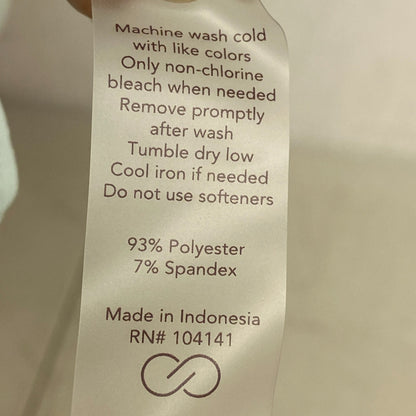 Machine wash cold
with like colors
Only non-chlorine
bleach when needed
Remove promptly
after wash
Tumble dry low
Cool iron if needed
Do not use softeners
93% Polyester
7% Spandex
Made in Indonesia
RN# 104141